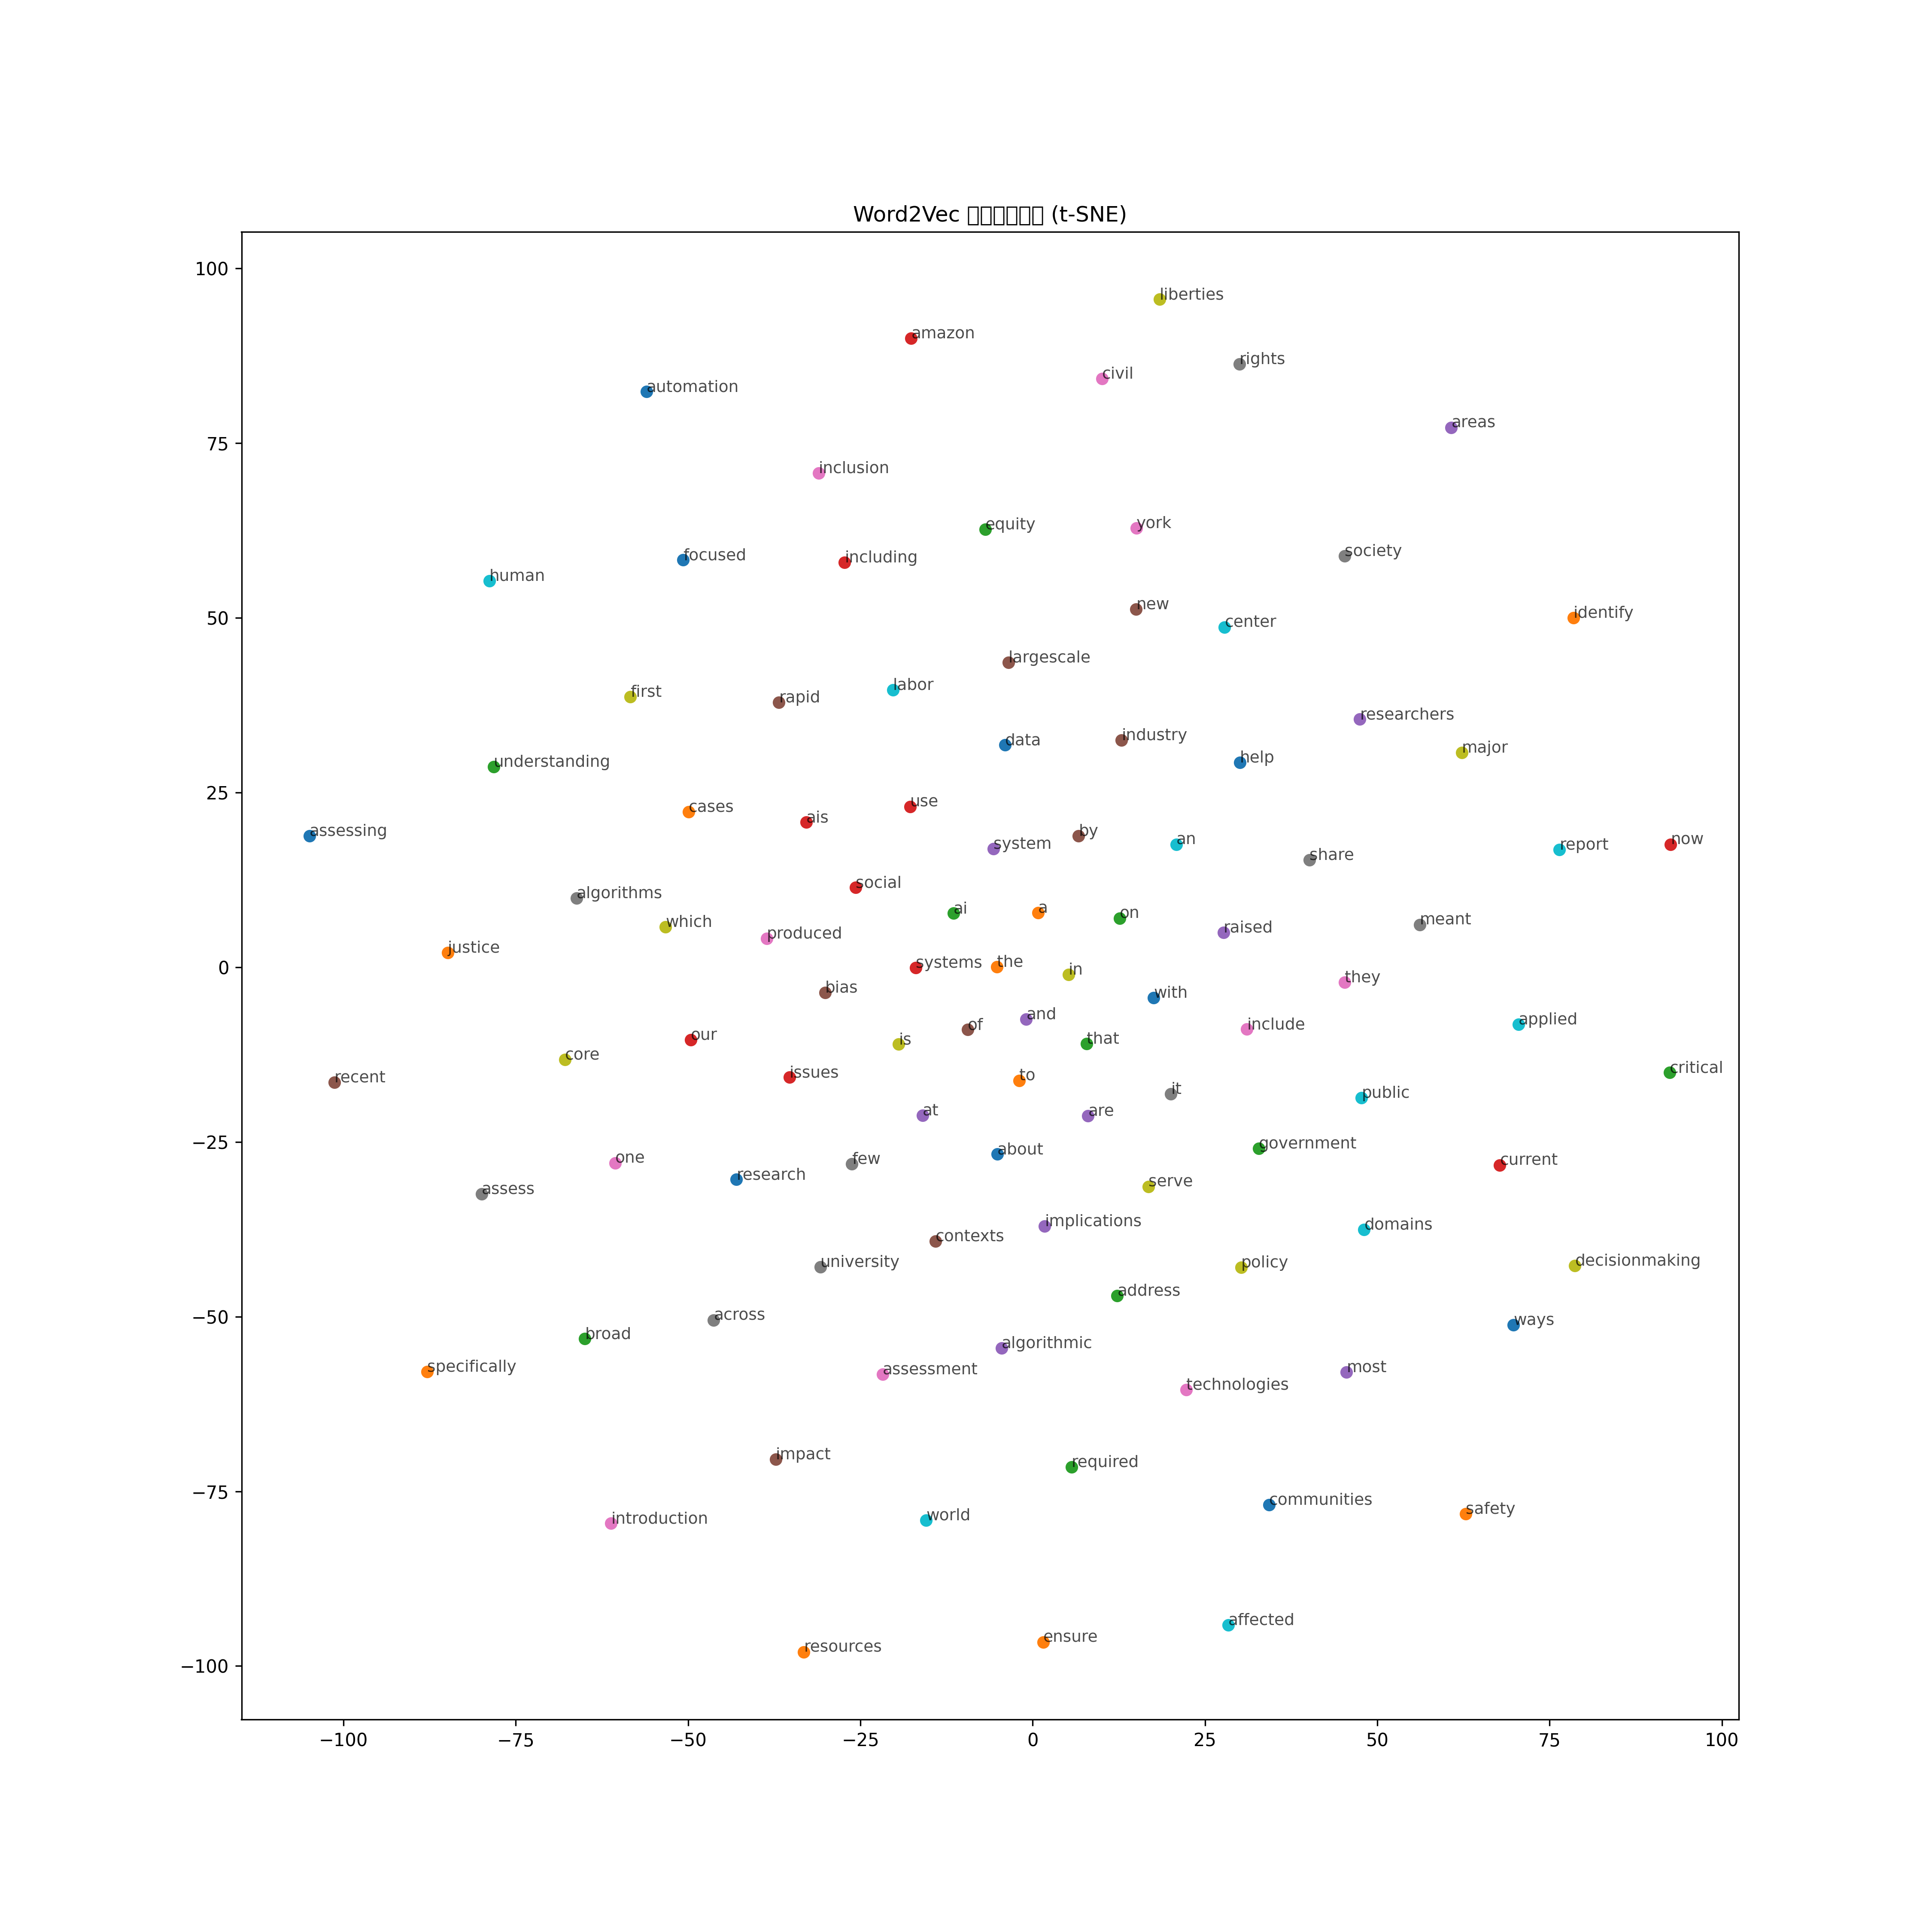 Word2Vec □□□□□□ (t-SNE)
100
liberties
amazon
rights
civil
automation
areas
75
inclusion
equity
york
society
focused
including
human
50
identify
new
center
largescale
labor
first
rapid
researchers
data
industry
major
help
understanding
25
use
cases
ais
assessing
by
an
system
report
now
share
social
algorithms
ai
a
on
meant
which
raised
produced
justice
0
systems
the
in
they
bias
with
applied
and
of
include
our
is
that
core
critical
recent
issues
to
it
public
at
are
−25
government
about
few
one
current
research
serve
assess
implications
domains
contexts
university
policy
decisionmaking
address
−50
across
ways
broad
algorithmic
specifically
assessment
most
technologies
impact
required
−75
communities
safety
introduction
world
affected
ensure
resources
−100
−100
−75
−50
−25
0
25
50
75
100